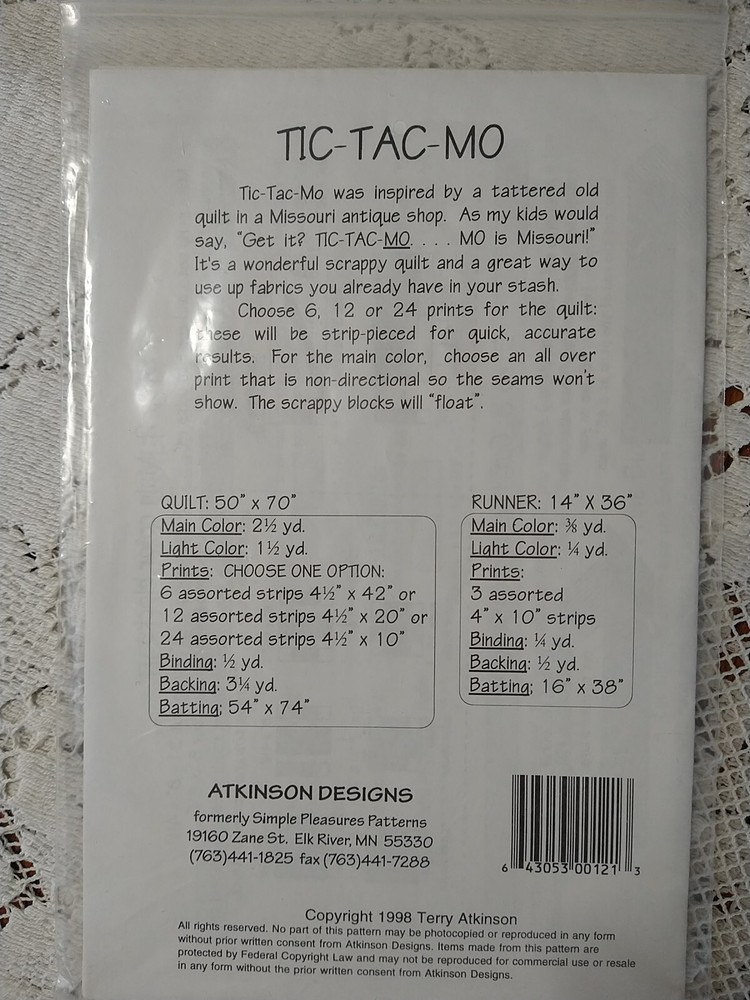 TIC-TAC-MO
Tic-Tac-Mo was inspired by a tattered old
quilt in a Missouri antique shop. As my kids would
say, "Get it? TIC-TAC-MO. . . . MO is Missouri!"
It's a wonderful scrappy quilt and a great way to
use up fabrics you already have in your stash.
Choose 6, 12 or 24 prints for the quilt:
these will be strip-pieced for quick, accurate
results. For the main color, choose an all over
print that is non-directional so the seams won't
show. The scrappy blocks will "float".
QUILT: 50" x 70"
Main Color: 2½ yd.
Light Color: 1½ yd.
Prints: CHOOSE ONE OPTION:
6 assorted strips 4½" x 42" or
12 assorted strips 4½" x 20" or
24 assorted strips 4½" x 10"
Binding: ½ yd.
Backing: 3¼ yd.
Batting; 54" x 74"
RUNNER: 14" X 36"
Main Color: ⅜ yd.
Light Color: ¼ yd.
Prints:
3 assorted
4" x 10" strips
Binding: ¼ yd.
Backing: ½ yd.
Batting; 16" x 38"
ATKINSON DESIGNS
formerly Simple Pleasures Patterns
19160 Zane St. Elk River, MN 55330
(763)441-1825 fax (763)441-7288
6 43053 00121 3
Copyright 1998 Terry Atkinson
All rights reserved. No part of this pattern may be photocopied or reproduced in any form
without prior written consent from Atkinson Designs. Items made from this pattern are
protected by Federal Copyright Law and may not be reproduced for commercial use or resale
in any form without the prior written consent from Atkinson Designs.